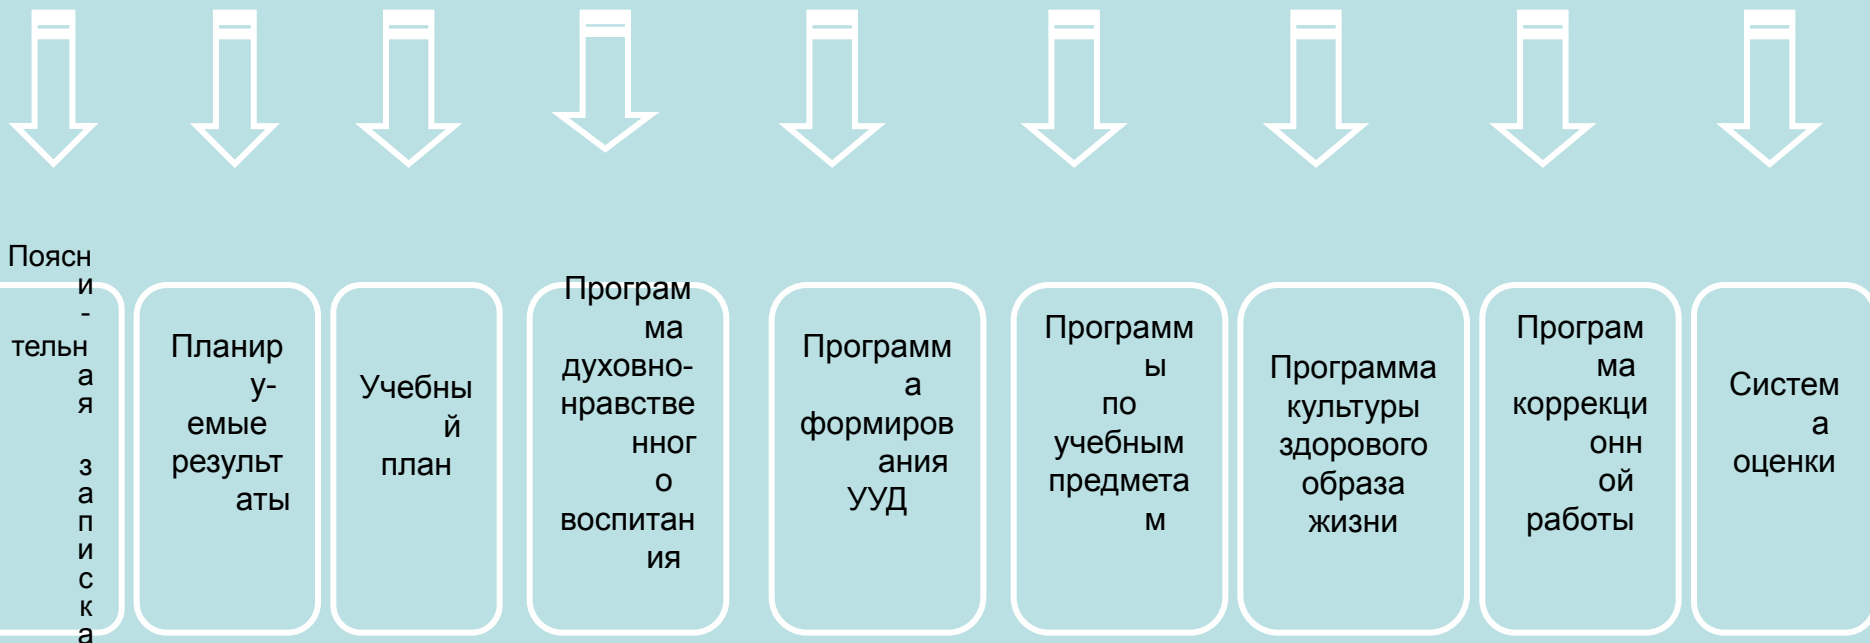 Поясн
и
-
тельн
а
я
з
а
п
и
с
к
а
Планир
у-
емые
результ
аты
Учебны
й
план
Програм
ма
духовно-
нравстве
нног
о
воспитан
ия
Программ
а
формиров
ания
УУД
Программ
ы
по
учебным
предмета
м
Программа
культуры
здорового
образа
жизни
Програм
ма
коррекци
онн
ой
работы
Систем
а
оценки